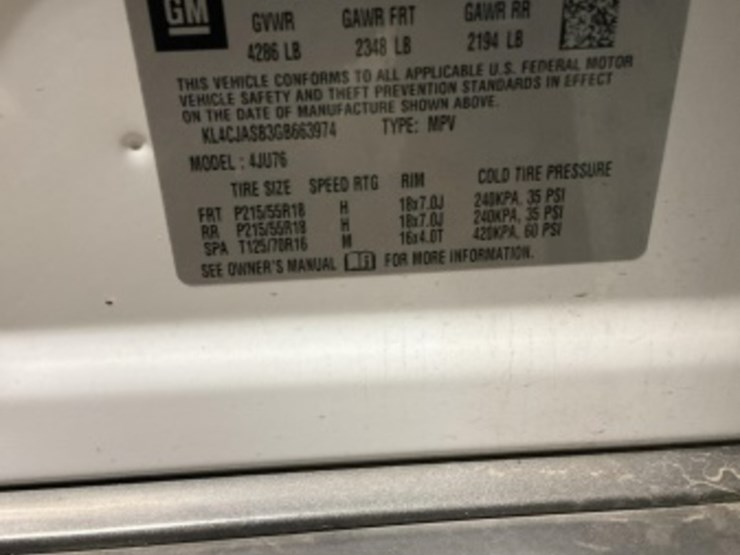 GM
GVWR GAWR FRT GAWR RR
4286 LB 2348 LB 2194 LB
THIS VEHICLE CONFORMS TO ALL APPLICABLE U.S. FEDERAL MOTOR
VEHICLE SAFETY AND THEFT PREVENTION STANDARDS IN EFFECT
ON THE DATE OF MANUFACTURE SHOWN ABOVE.
KL4CJASB3GB663974 TYPE: MPV
MODEL : 4JU76
TIRE SIZE SPEED RTG RIM COLD TIRE PRESSURE
FRT P215/55R18 H 18x7.0J 240KPA, 35 PSI
RR P215/55R18 H 18x7.0J 240KPA, 35 PSI
SPA T125/70R16 M 16x4.0T 420KPA, 60 PSI
SEE OWNER'S MANUAL FOR MORE INFORMATION.